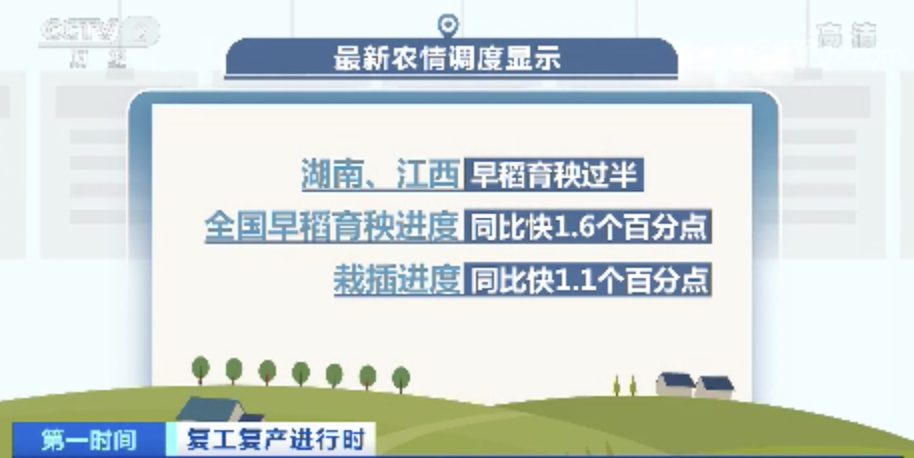 CCTV 2
财经
高清
最新农情调度显示
湖南、江西 早稻育秧过半
全国早稻育秧进度 同比快1.6个百分点
栽插进度 同比快1.1个百分点
第一时间 复工复产进行时